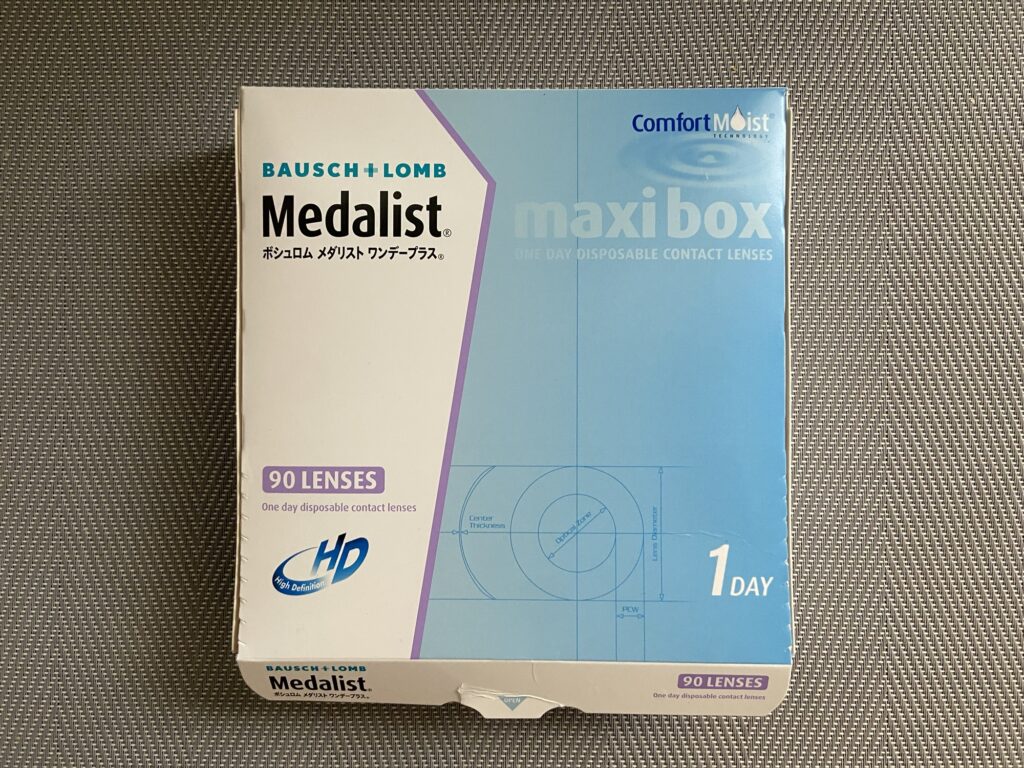 ComfortMoist®
TECHNOLOGY
BAUSCH+LOMB
Medalist®
ボシュロム メダリスト ワンデープラス®
maxi box
ONE DAY DISPOSABLE CONTACT LENSES
90 LENSES
One day disposable contact lenses
Center
Thickness
Optical Zone
Lens Diameter
HD
High Definition
1DAY
PCW
BAUSCH+LOMB
Medalist®
ボシュロム メダリスト ワンデープラス®
OPEN
90 LENSES
One day disposable contact lenses